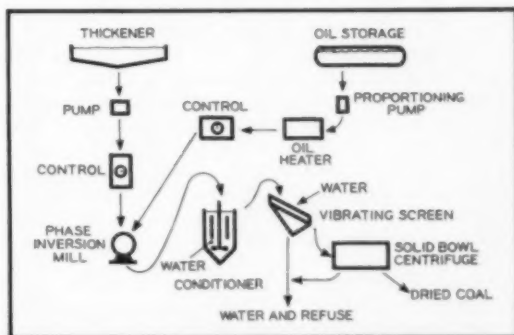 THICKENER
OIL STORAGE
PUMP
CONTROL
PROPORTIONING
PUMP
CONTROL
OIL
HEATER
WATER
PHASE
INVERSION
MILL
VIBRATING SCREEN
WATER
CONDITIONER
SOLID BOWL
CENTRIFUGE
WATER AND REFUSE
DRIED COAL